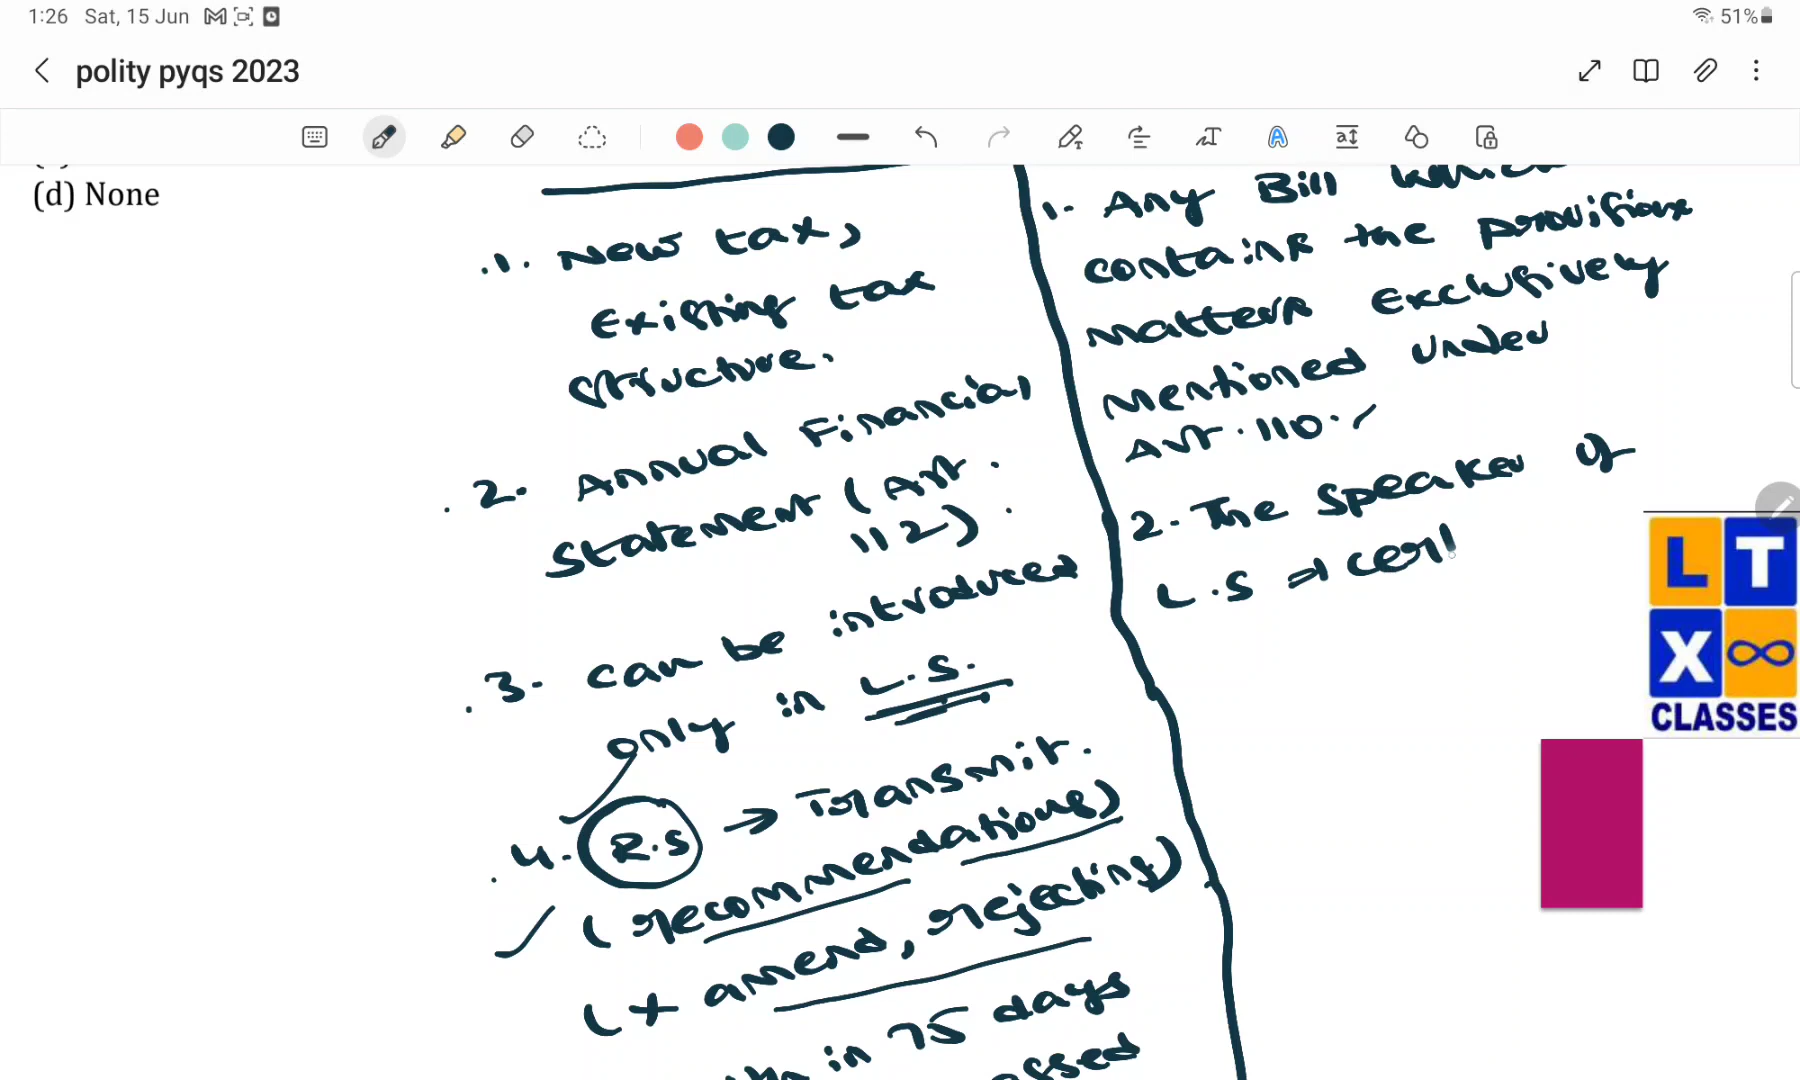 1:26 Sat, 15 Jun
51%
polity pyqs 2023
(d) None
1. New tax,
Existing tax
structure.
2. Annual Financial
Statement (Art.
112)
3. can be introduced
only in L.S.
4. R.S → Transmit.
(recommendations)
(+ amend, rejecting)
in 75 days
1. Any Bill which
contains the provisions
matters Exclusively
mentioned under
Art. 110.
2. The Speaker of
L.S ⇒ cert
L T
X ∞
CLASSES